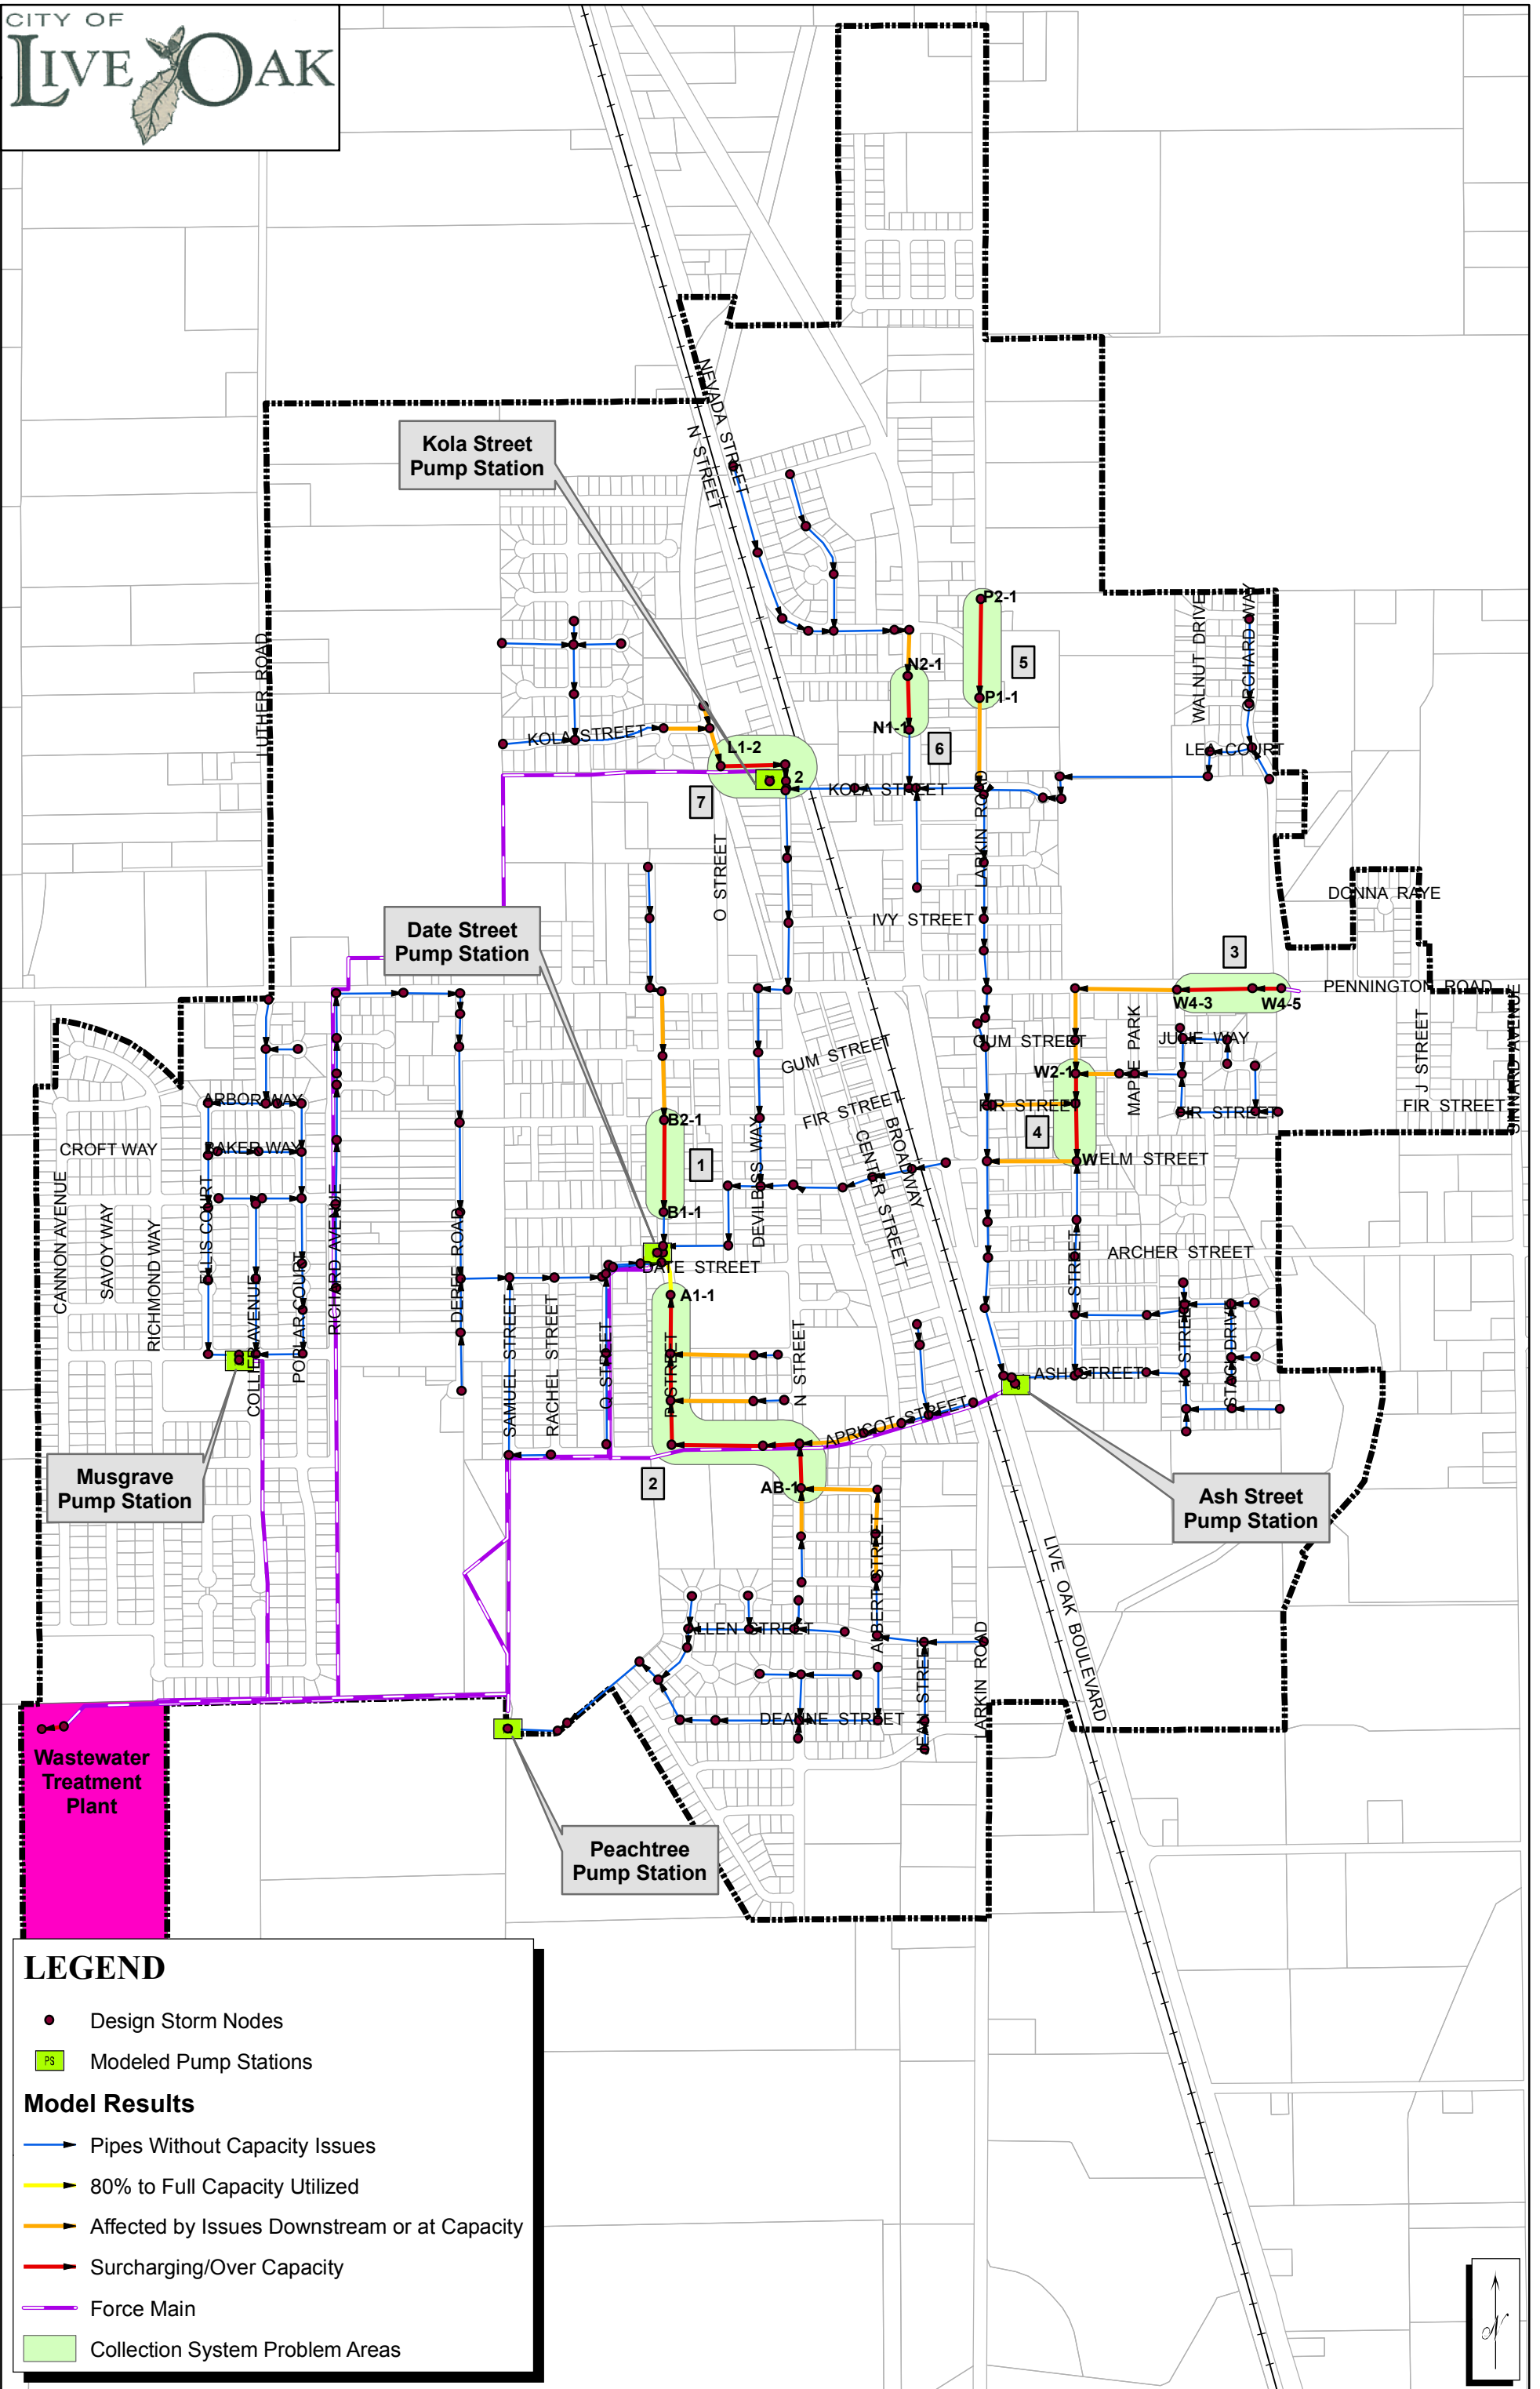 CITY OF
LIVE OAK
NEVADA STREET
N STREET
Kola Street
Pump Station
P2-1
WALNUT DRIVE
ORCHARD WAY
LUTHER ROAD
N2-1
5
P1-1
N1-1
KOLA STREET
L1-2
6
LEA COURT
2
KOLA STREET
7
LARKIN ROAD
O STREET
DONNA RAYE
IVY STREET
Date Street
Pump Station
3
PENNINGTON ROAD
W4-3
W4-5
GUM STREET
GUM STREET
MAPLE PARK
JULIE WAY
J STREET
SINNARD AVENUE
W2-1
ARBOR WAY
FIR STREET
FIR STREET
FIR STREET
FIR STREET
B2-1
4
CROFT WAY
BAKER WAY
1
DEVILBISS WAY
CENTER STREET
BROADWAY
ELM STREET
CANNON AVENUE
SAVOY WAY
RICHMOND WAY
ELLIS COURT
COLLIER AVENUE
POPLAR COURT
RICHARD AVENUE
DEREE ROAD
B1-1
DATE STREET
ARCHER STREET
A1-1
SAMUEL STREET
RACHEL STREET
Q STREET
P STREET
N STREET
STAG DRIVE
ASH STREET
APRICOT STREET
Musgrave
Pump Station
2
AB-1
Ash Street
Pump Station
ALBERT STREET
LIVE OAK BOULEVARD
ALLEN STREET
LARKIN ROAD
DEANNE STREET
Wastewater
Treatment
Plant
Peachtree
Pump Station
LEGEND
Design Storm Nodes
PS
Modeled Pump Stations
Model Results
Pipes Without Capacity Issues
80% to Full Capacity Utilized
Affected by Issues Downstream or at Capacity
Surcharging/Over Capacity
Force Main
Collection System Problem Areas
N